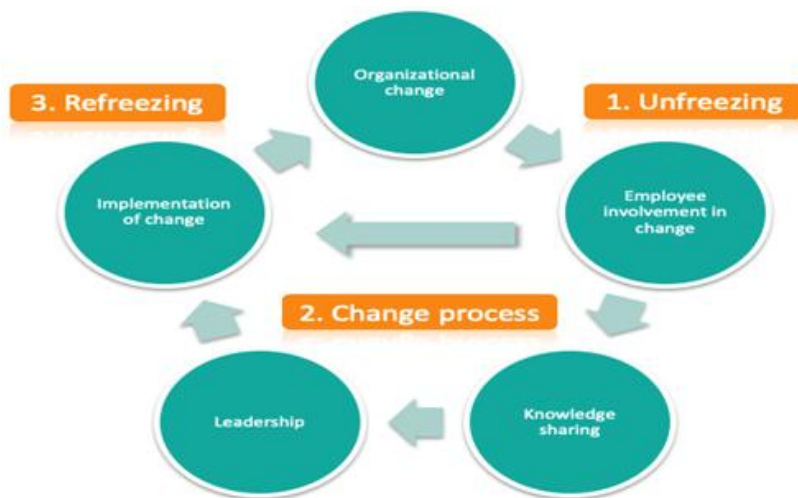 Organizational
change
3. Refreezing
1. Unfreezing
Implementation
of change
Employee
involvement in
change
2. Change process
Leadership
Knowledge
sharing